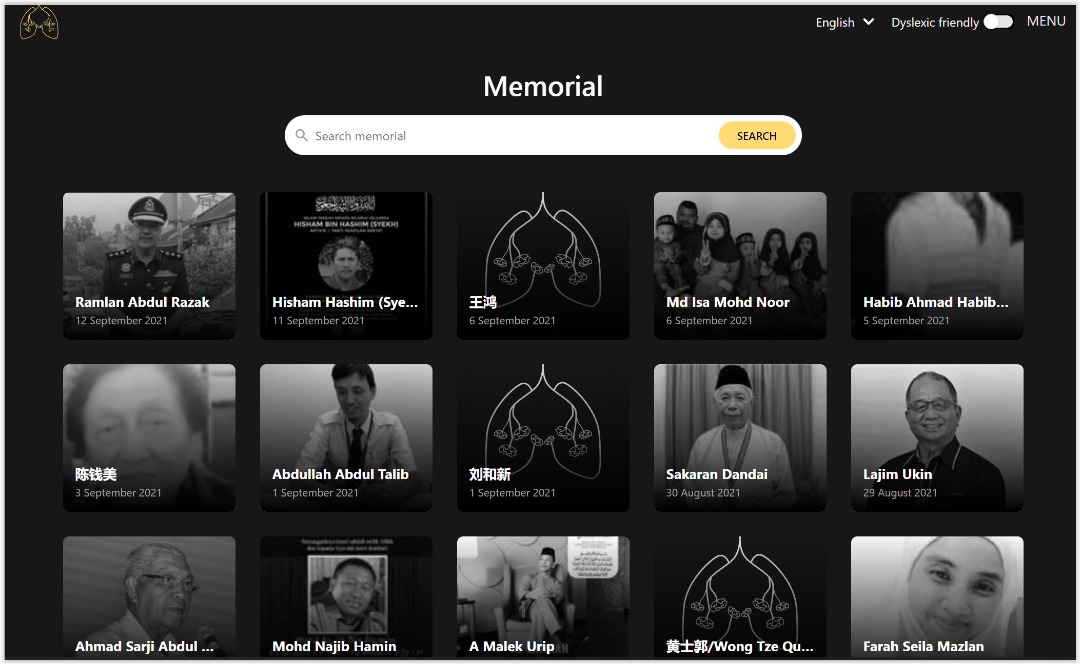 English
Dyslexic friendly
MENU
Memorial
Search memorial
SEARCH
Ramlan Abdul Razak
12 September 2021
HISHAM BIN HASHIM (SYEKH)
Hisham Hashim (Sye...
11 September 2021
王鸿
6 September 2021
Md Isa Mohd Noor
6 September 2021
Habib Ahmad Habib...
5 September 2021
陈钱美
3 September 2021
Abdullah Abdul Talib
1 September 2021
刘和新
1 September 2021
Sakaran Dandai
30 August 2021
Lajim Ukin
29 August 2021
Ahmad Sarji Abdul ...
Mohd Najib Hamin
A Malek Urip
黄士郭/Wong Tze Qu...
Farah Seila Mazlan